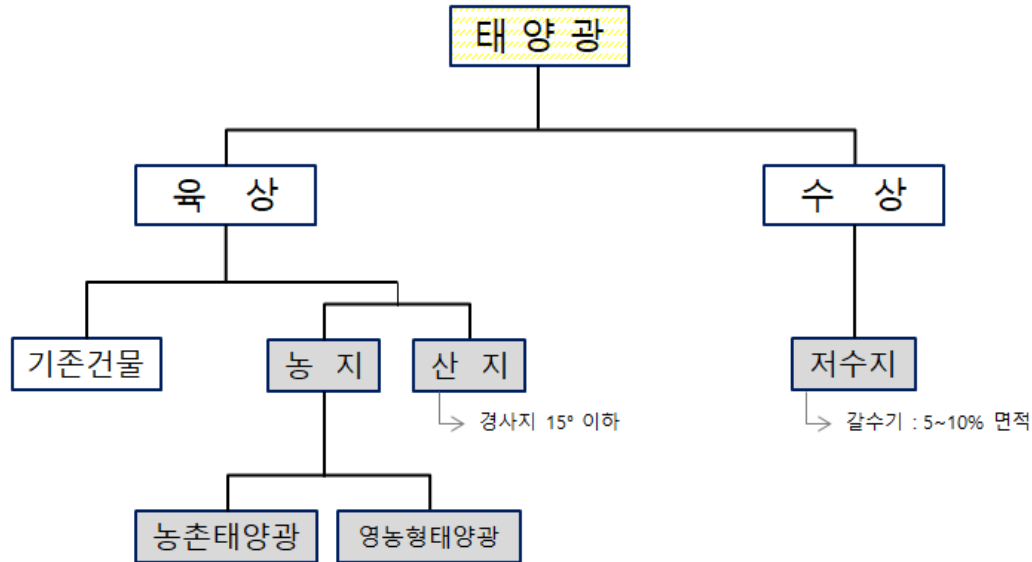 태 양 광
육 상
수 상
기존건물
농 지
산 지
저수지
경사지 15° 이하
갈수기 : 5~10% 면적
농촌태양광
영농형태양광